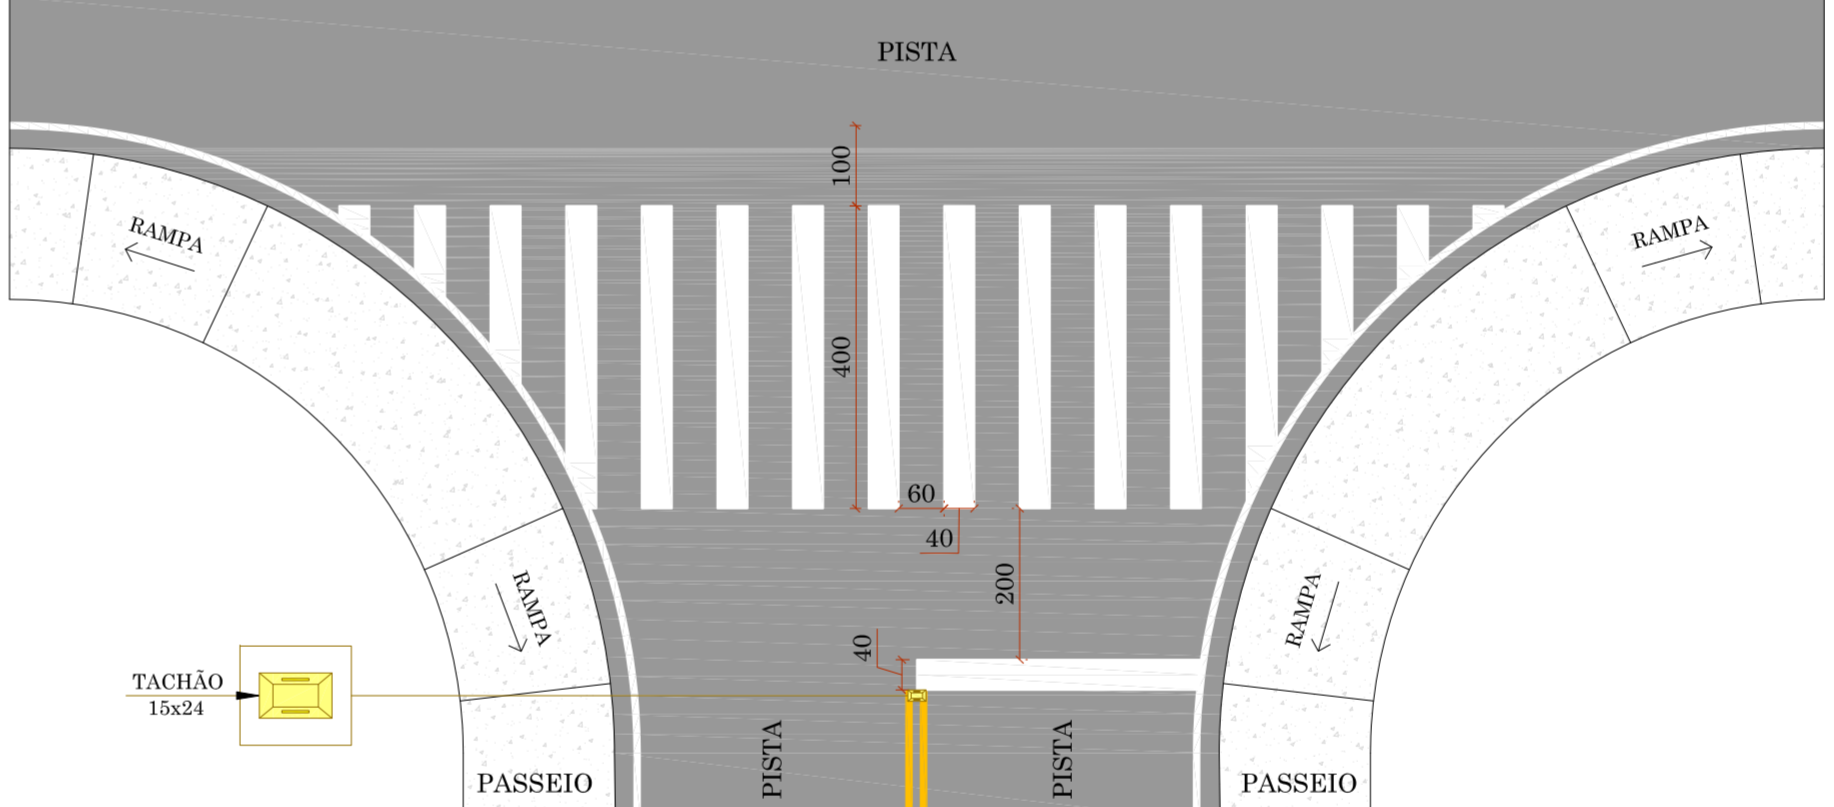 PISTA
100
RAMPA
RAMPA
400
60
40
200
RAMPA
RAMPA
40
TACHÃO
15x24
PISTA
PISTA
PASSEIO
PASSEIO